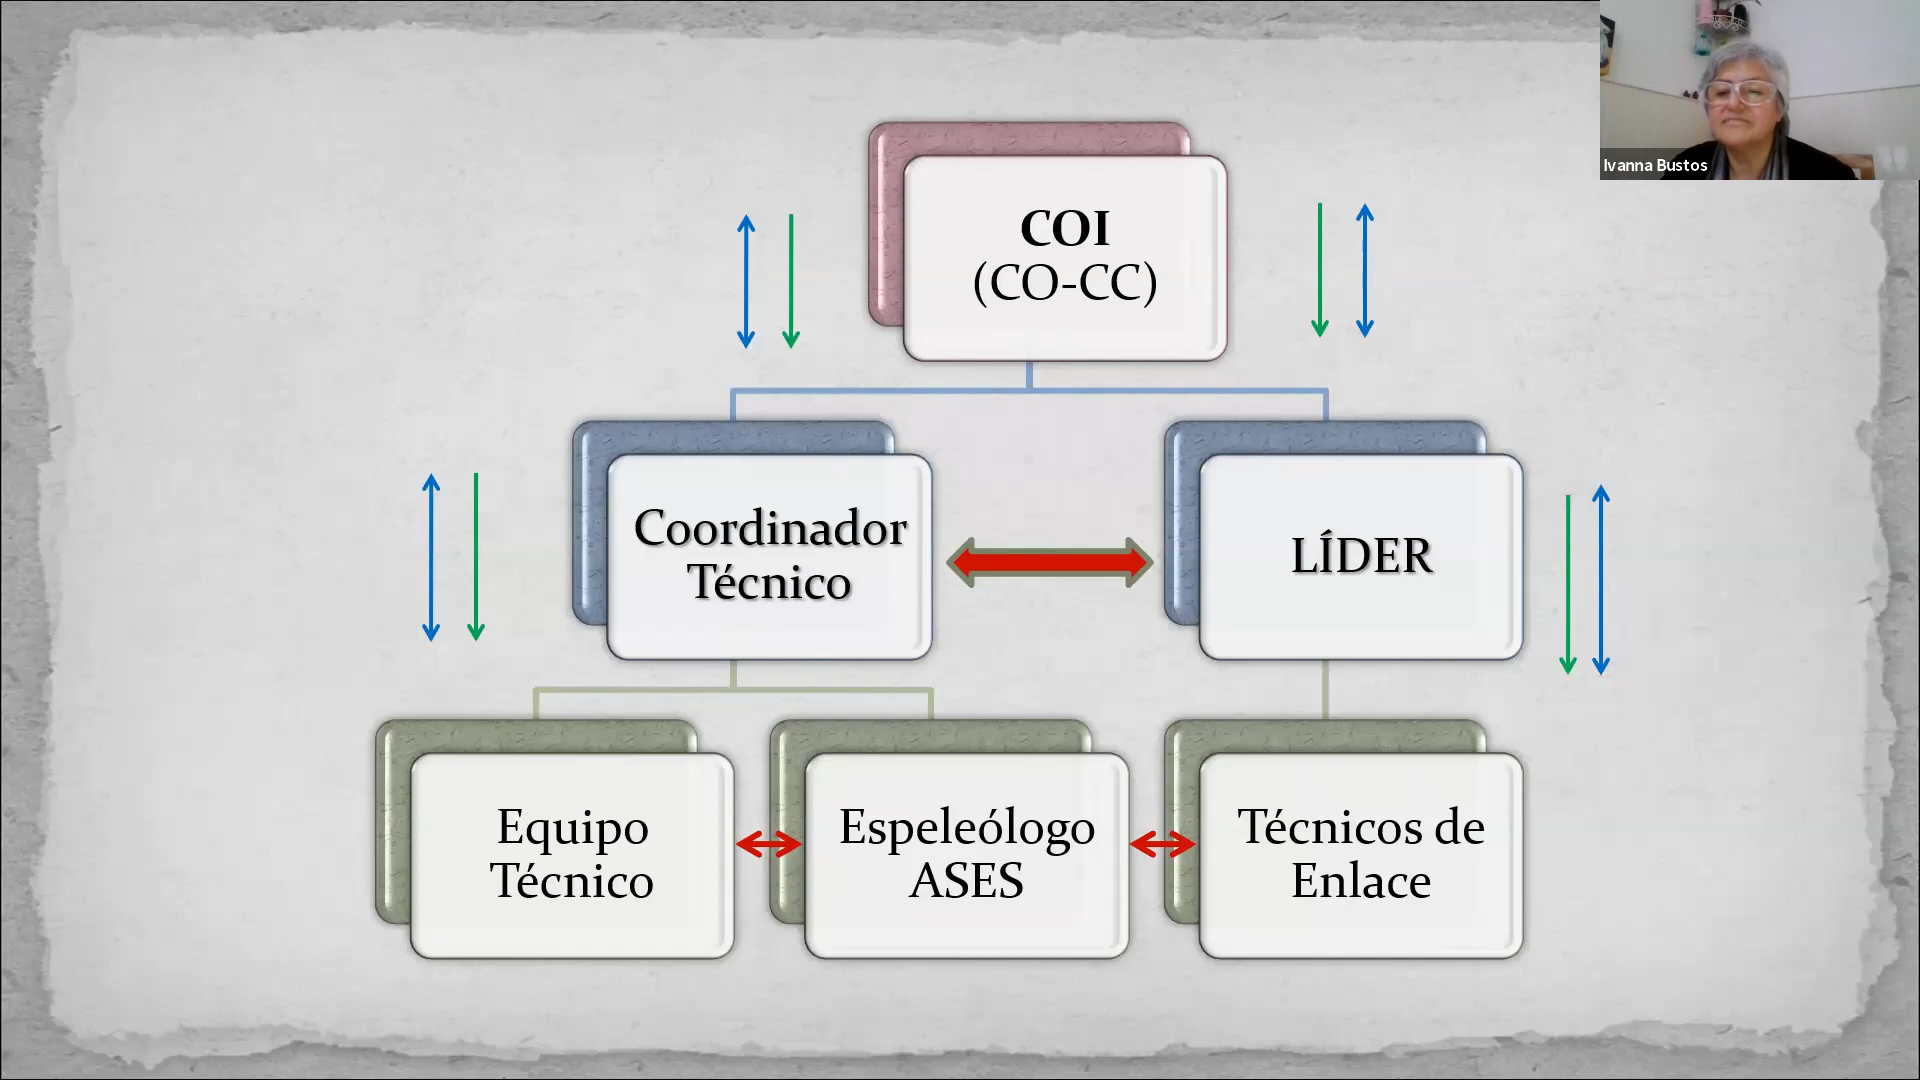 Ivanna Bustos
COI
(CO-CC)
Coordinador
Técnico
LÍDER
Equipo
Técnico
Espeleólogo
ASES
Técnicos de
Enlace